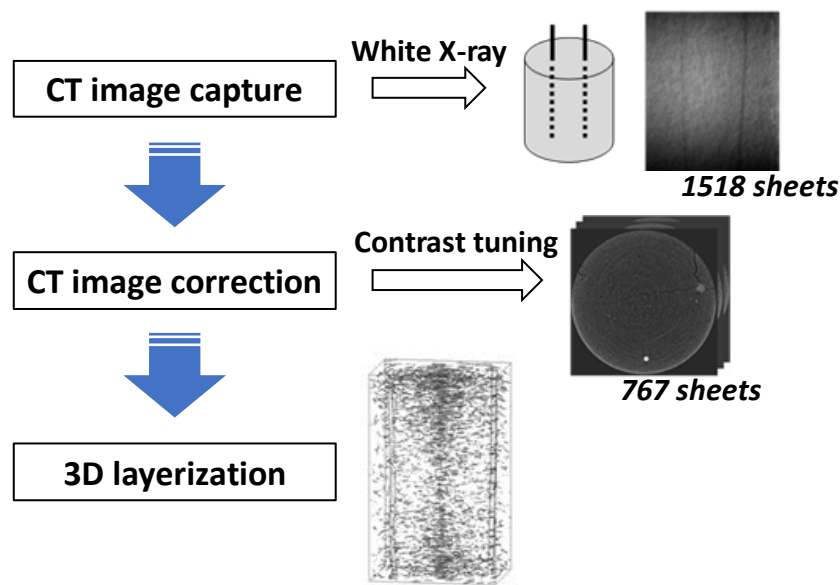 White X-ray
CT image capture
1518 sheets
Contrast tuning
CT image correction
767 sheets
3D layerization